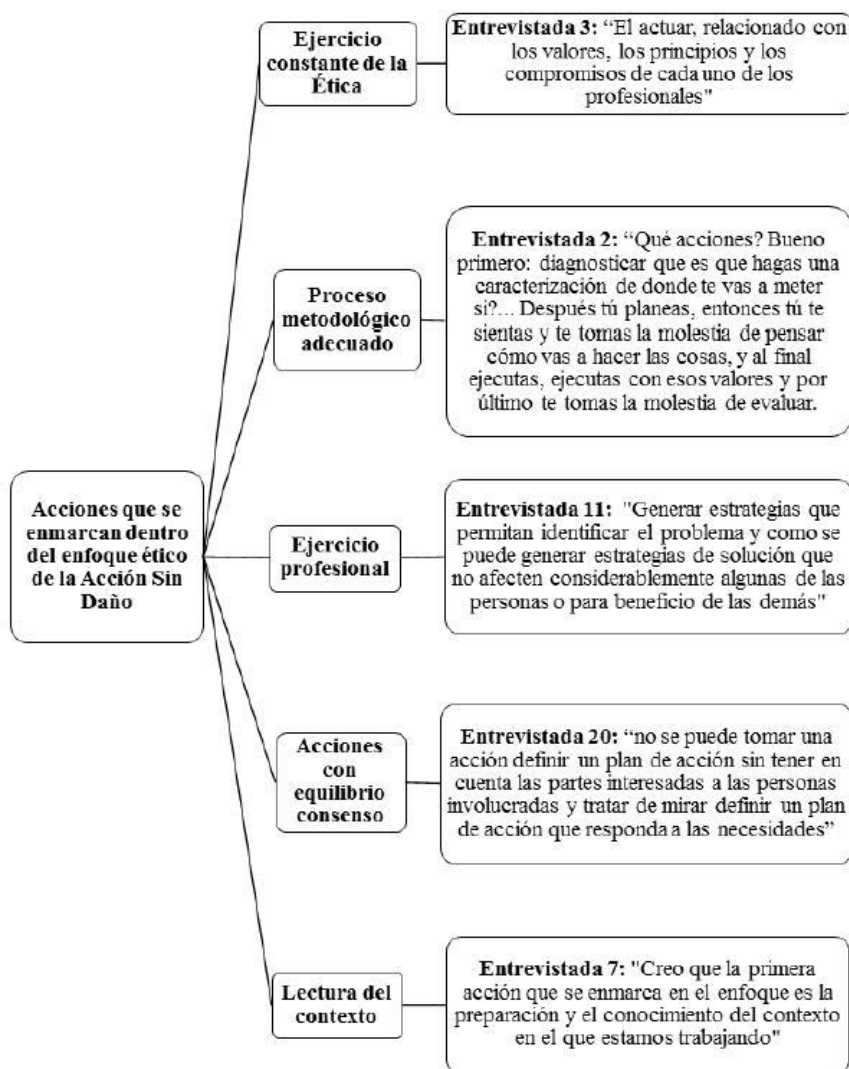 Ejercicio
constante de la
Ética
Entrevistada 3: “El actuar, relacionado con
los valores, los principios y los
compromisos de cada uno de los
profesionales"
Proceso
metodológico
adecuado
Entrevistada 2: “Qué acciones? Bueno
primero: diagnosticar que es que hagas una
caracterización de donde te vas a meter
si?... Después tú planeas, entonces tú te
sientas y te tomas la molestia de pensar
cómo vas a hacer las cosas, y al final
ejecutas, ejecutas con esos valores y por
último te tomas la molestia de evaluar.
Acciones que se
enmarcan dentro
del enfoque ético
de la Acción Sin
Daño
Ejercicio
profesional
Entrevistada 11: "Generar estrategias que
permitan identificar el problema y como se
puede generar estrategias de solución que
no afecten considerablemente algunas de las
personas o para beneficio de las demás"
Acciones
con
equilibrio
consenso
Entrevistada 20: “no se puede tomar una
acción definir un plan de acción sin tener en
cuenta las partes interesadas a las personas
involucradas y tratar de mirar definir un plan
de acción que responda a las necesidades”
Lectura del
contexto
Entrevistada 7: "Creo que la primera
acción que se enmarca en el enfoque es la
preparación y el conocimiento del contexto
en el que estamos trabajando"